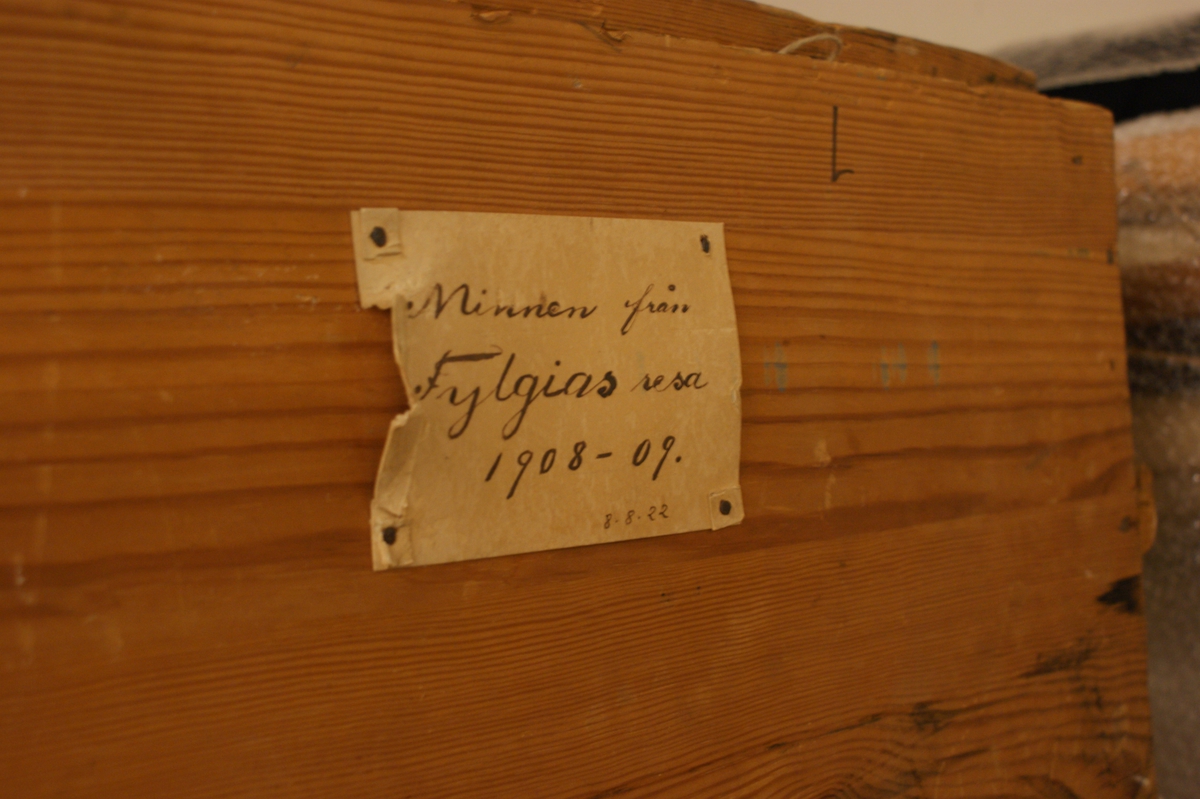 Minnen från
Fylgias resa
1908-09.
8.8.22